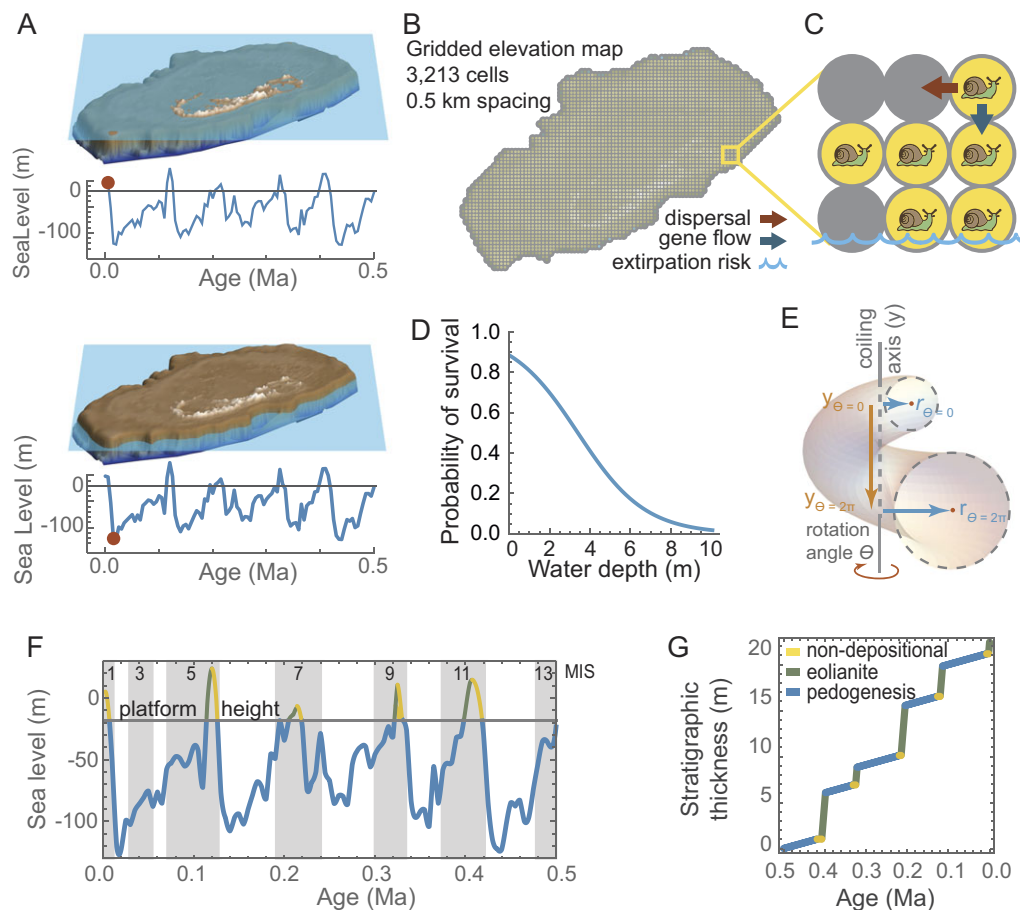 A
SeaLevel (m)
0
-100
0.0
0.5
Age (Ma)
Sea Level (m)
0
-100
0.0
0.5
Age (Ma)
B
Gridded elevation map
3,213 cells
0.5 km spacing
dispersal
gene flow
extirpation risk
C
D
Probability of survival
1.0
0.8
0.6
0.4
0.2
0.0
0 2 4 6 8 10
Water depth (m)
E
coiling
axis (y)
y Θ = 0
r Θ = 0
y Θ = 2π
r Θ = 2π
rotation
angle Θ
F
Sea level (m)
0
-50
-100
1 3 5 7 9 11 13 MIS
platform height
0.0 0.1 0.2 0.3 0.4 0.5
Age (Ma)
G
Stratigraphic
thickness (m)
20
15
10
5
0
non-depositional
eolianite
pedogenesis
0.5 0.4 0.3 0.2 0.1 0.0
Age (Ma)